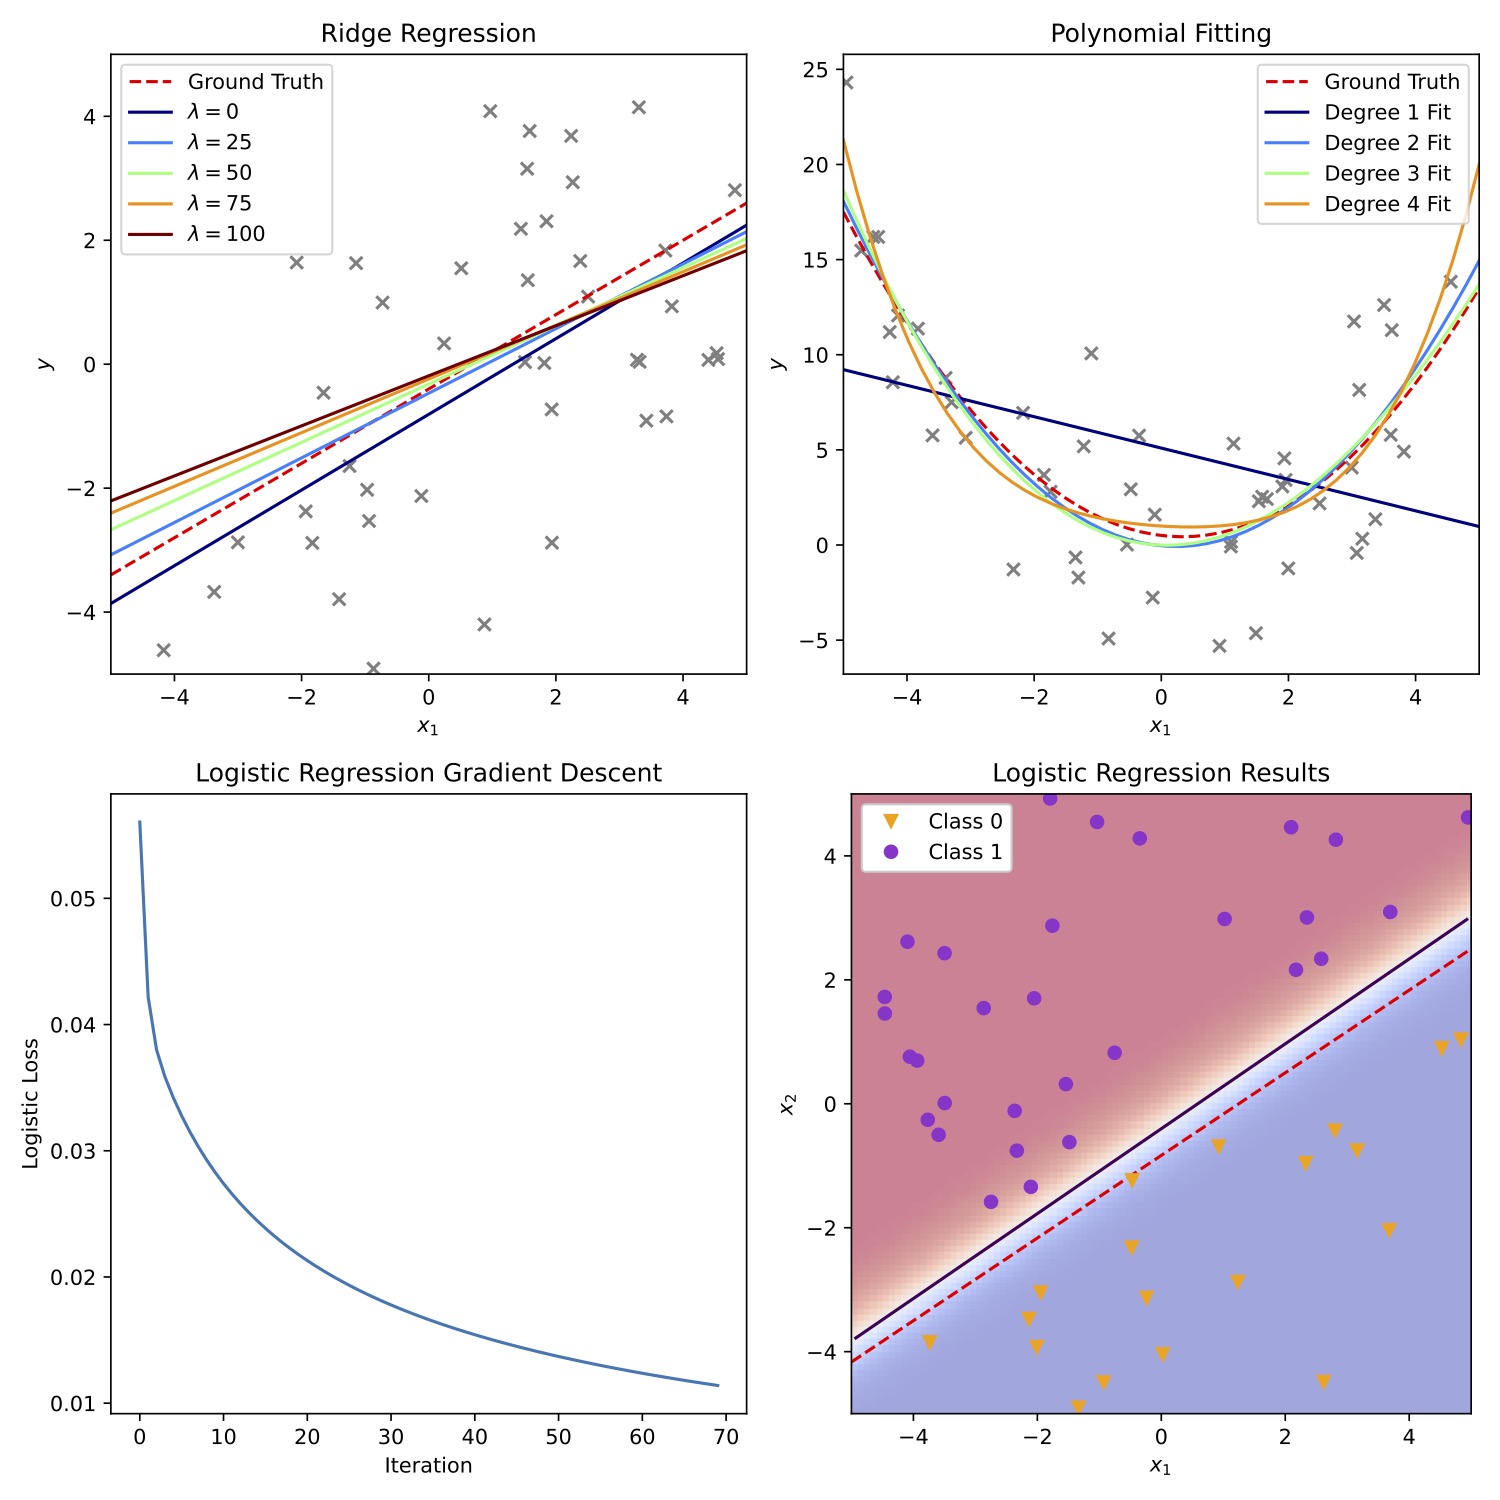 Ridge Regression
Ground Truth
λ = 0
λ = 25
λ = 50
λ = 75
λ = 100
4
2
0
−2
−4
y
−4 −2 0 2 4
x₁
Polynomial Fitting
Ground Truth
Degree 1 Fit
Degree 2 Fit
Degree 3 Fit
Degree 4 Fit
25
20
15
10
5
0
−5
y
−4 −2 0 2 4
x₁
Logistic Regression Gradient Descent
0.05
0.04
0.03
0.02
0.01
Logistic Loss
0 10 20 30 40 50 60 70
Iteration
Logistic Regression Results
Class 0
Class 1
4
2
0
−2
−4
x₂
−4 −2 0 2 4
x₁